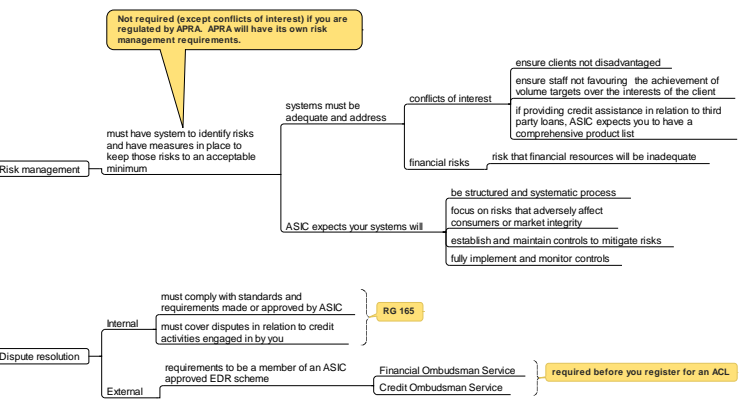 Not required (except conflicts of interest) if you are
regulated by APRA. APRA will have its own risk
management requirements.
Risk management
must have system to identify risks
and have measures in place to
keep those risks to an acceptable
minimum
systems must be
adequate and address
conflicts of interest
ensure clients not disadvantaged
ensure staff not favouring the achievement of
volume targets over the interests of the client
if providing credit assistance in relation to third
party loans, ASIC expects you to have a
comprehensive product list
financial risks
risk that financial resources will be inadequate
ASIC expects your systems will
be structured and systematic process
focus on risks that adversely affect
consumers or market integrity
establish and maintain controls to mitigate risks
fully implement and monitor controls
Dispute resolution
Internal
must comply with standards and
requirements made or approved by ASIC
must cover disputes in relation to credit
activities engaged in by you
RG 165
External
requirements to be a member of an ASIC
approved EDR scheme
Financial Ombudsman Service
Credit Ombudsman Service
required before you register for an ACL